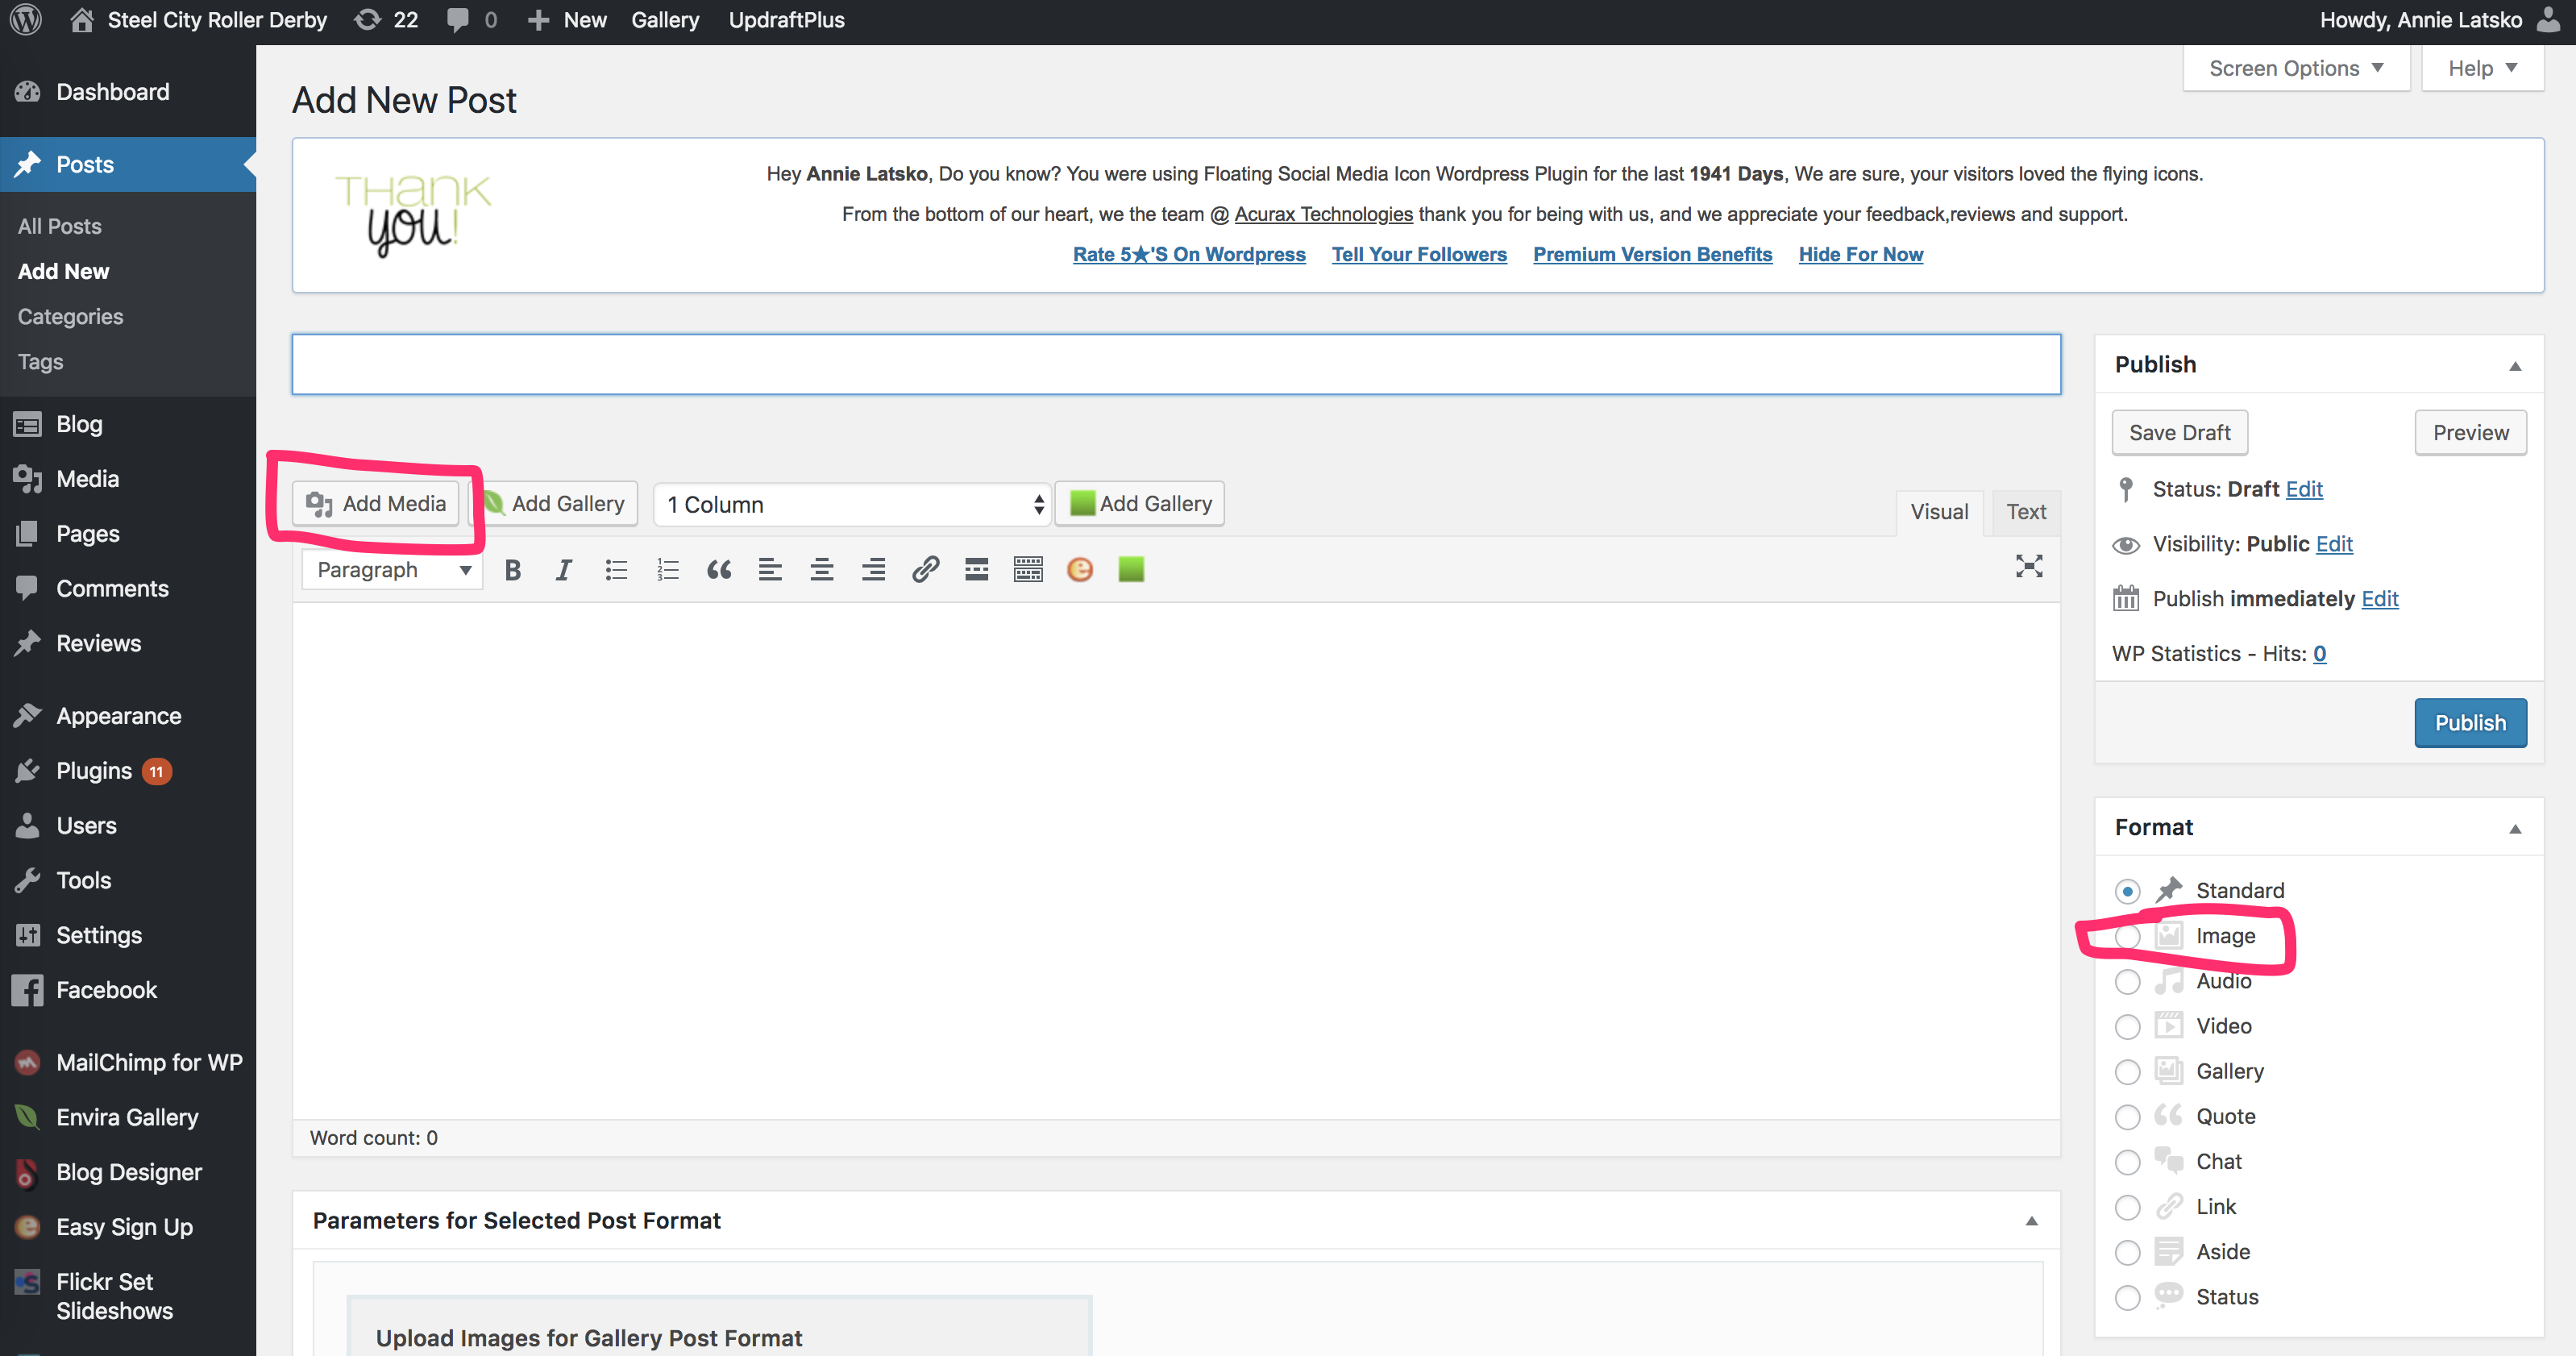 Steel City Roller Derby 22 0 New Gallery UpdraftPlus Howdy, Annie Latsko
Screen Options Help
Dashboard
Posts
All Posts
Add New
Categories
Tags
Blog
Media
Pages
Comments
Reviews
Appearance
Plugins 11
Users
Tools
Settings
Facebook
MailChimp for WP
Envira Gallery
Blog Designer
Easy Sign Up
Flickr Set
Slideshows
Add New Post
THANK
you!
Hey Annie Latsko, Do you know? You were using Floating Social Media Icon Wordpress Plugin for the last 1941 Days, We are sure, your visitors loved the flying icons.
From the bottom of our heart, we the team @ Acurax Technologies thank you for being with us, and we appreciate your feedback,reviews and support.
Rate 5★'S On Wordpress Tell Your Followers Premium Version Benefits Hide For Now
Add Media Add Gallery 1 Column Add Gallery Visual Text
Paragraph B I
Word count: 0
Parameters for Selected Post Format
Upload Images for Gallery Post Format
Publish
Save Draft Preview
Status: Draft Edit
Visibility: Public Edit
Publish immediately Edit
WP Statistics - Hits: 0
Publish
Format
Standard
Image
Audio
Video
Gallery
Quote
Chat
Link
Aside
Status